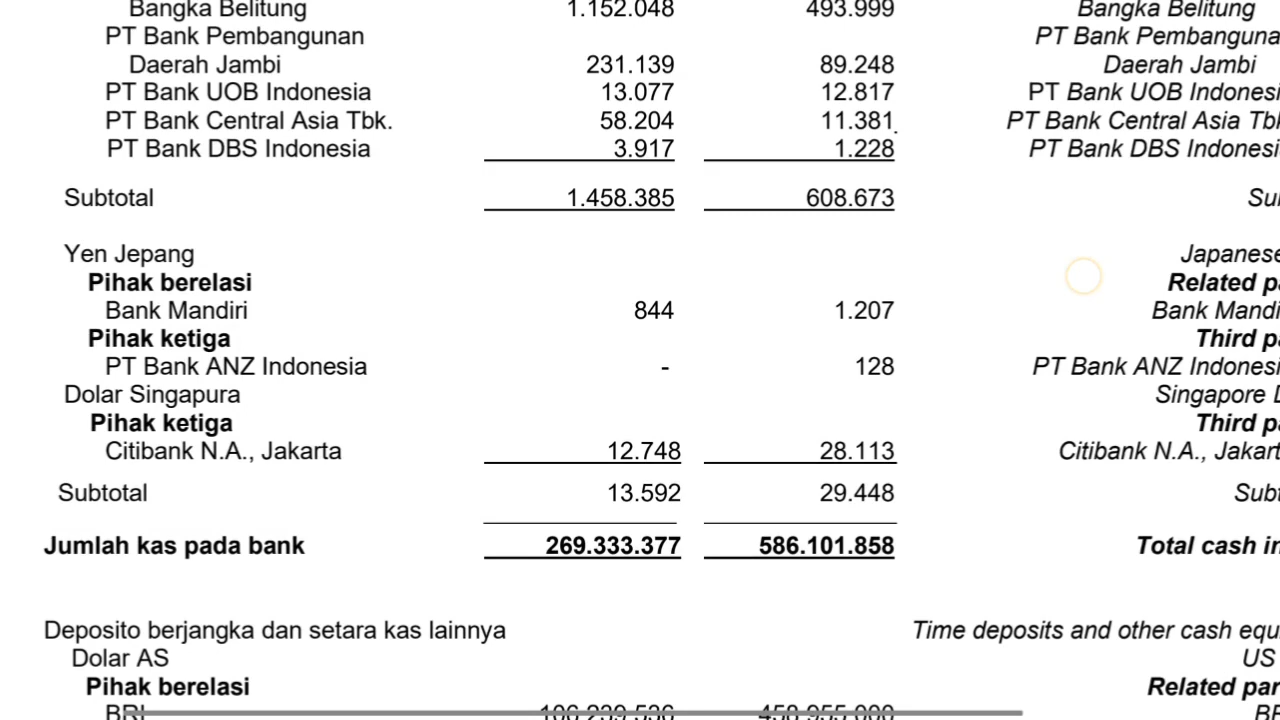 Bangka Belitung 1.152.048 493.999 Bangka Belitung
PT Bank Pembangunan PT Bank Pembanguna
Daerah Jambi 231.139 89.248 Daerah Jambi
PT Bank UOB Indonesia 13.077 12.817 PT Bank UOB Indonesi
PT Bank Central Asia Tbk. 58.204 11.381 PT Bank Central Asia Tbk
PT Bank DBS Indonesia 3.917 1.228 PT Bank DBS Indonesi
Subtotal 1.458.385 608.673 Su
Yen Jepang Japanese
Pihak berelasi Related pa
Bank Mandiri 844 1.207 Bank Mandi
Pihak ketiga Third pa
PT Bank ANZ Indonesia - 128 PT Bank ANZ Indonesi
Dolar Singapura Singapore D
Pihak ketiga Third pa
Citibank N.A., Jakarta 12.748 28.113 Citibank N.A., Jakart
Subtotal 13.592 29.448 Subt
Jumlah kas pada bank 269.333.377 586.101.858 Total cash in
Deposito berjangka dan setara kas lainnya Time deposits and other cash equ
Dolar AS US
Pihak berelasi Related par
BRI